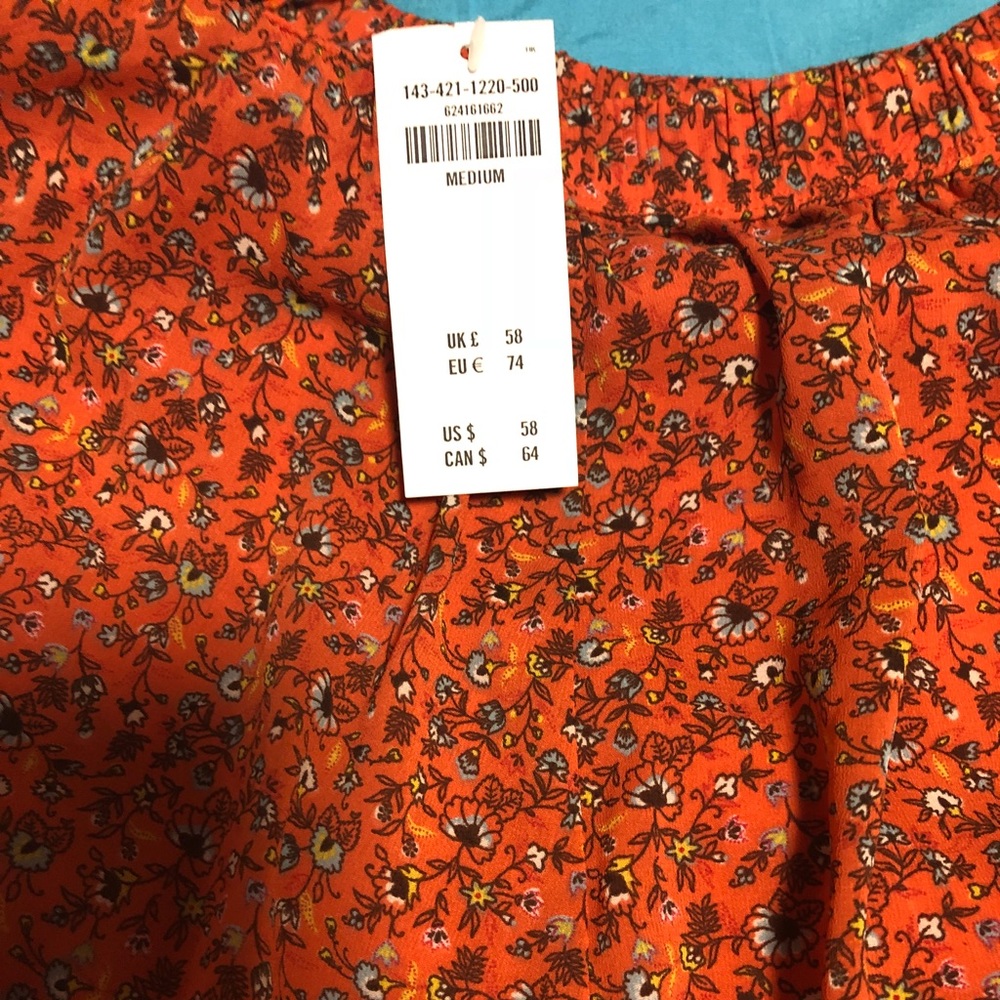 143-421-1220-500
624161662
MEDIUM
UK £ 58
EU € 74
US $ 58
CAN $ 64